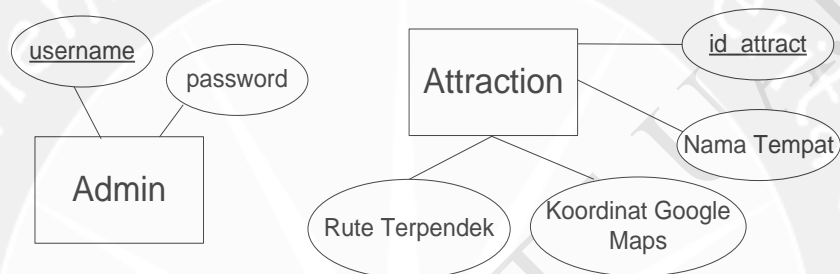 username
password
Admin
Attraction
id_attract
Nama Tempat
Rute Terpendek
Koordinat Google
Maps